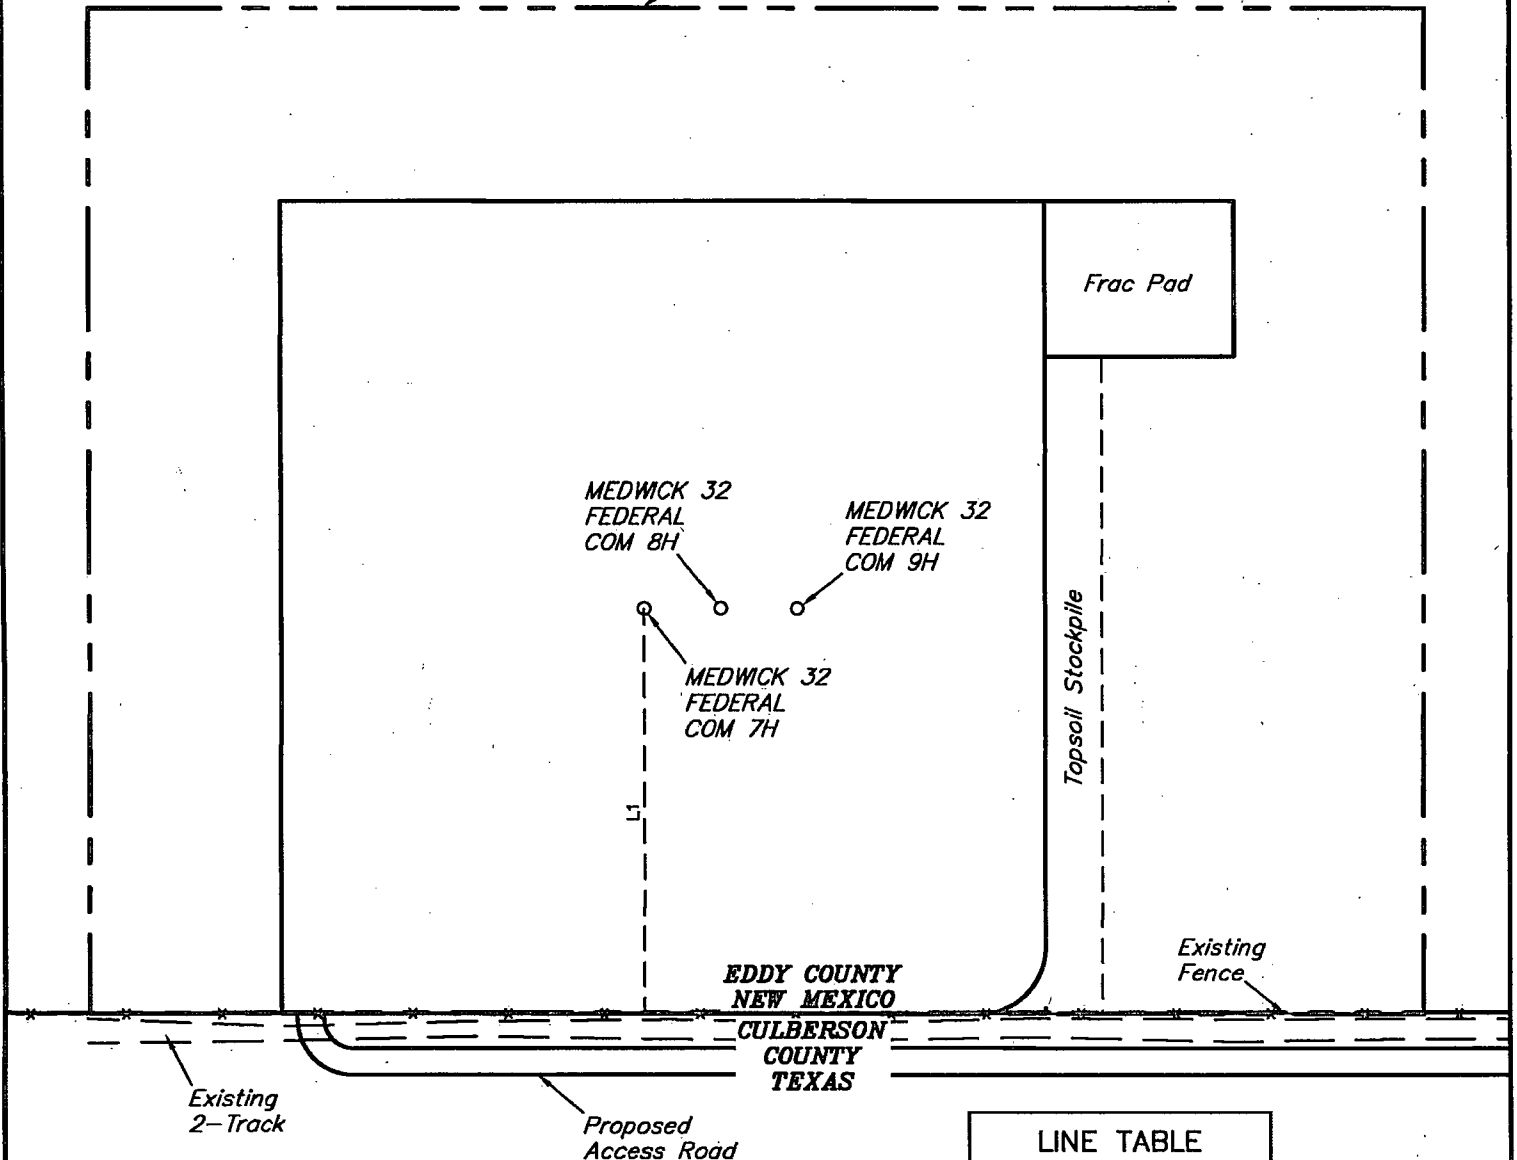 Frac Pad
MEDWICK 32
FEDERAL
COM 8H
MEDWICK 32
FEDERAL
COM 9H
MEDWICK 32
FEDERAL
COM 7H
Topsoil Stockpile
L1
Existing
Fence
EDDY COUNTY
NEW MEXICO
CULBERSON
COUNTY
TEXAS
Existing
2-Track
Proposed
Access Road
LINE TABLE